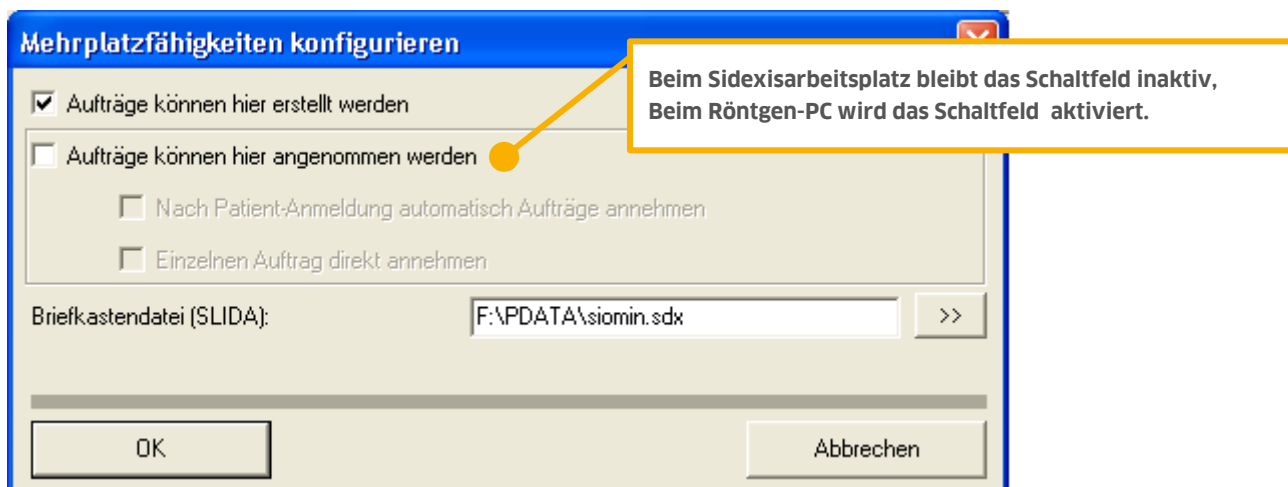 Mehrplatzfähigkeiten konfigurieren
Beim Sidexisarbeitsplatz bleibt das Schaltfeld inaktiv,
Beim Röntgen-PC wird das Schaltfeld aktiviert.
Aufträge können hier erstellt werden
Aufträge können hier angenommen werden
Nach Patient-Anmeldung automatisch Aufträge annehmen
Einzelnen Auftrag direkt annehmen
Briefkastendatei (SLIDA):
F:\PDATA\siomin.sdx
>>
OK
Abbrechen